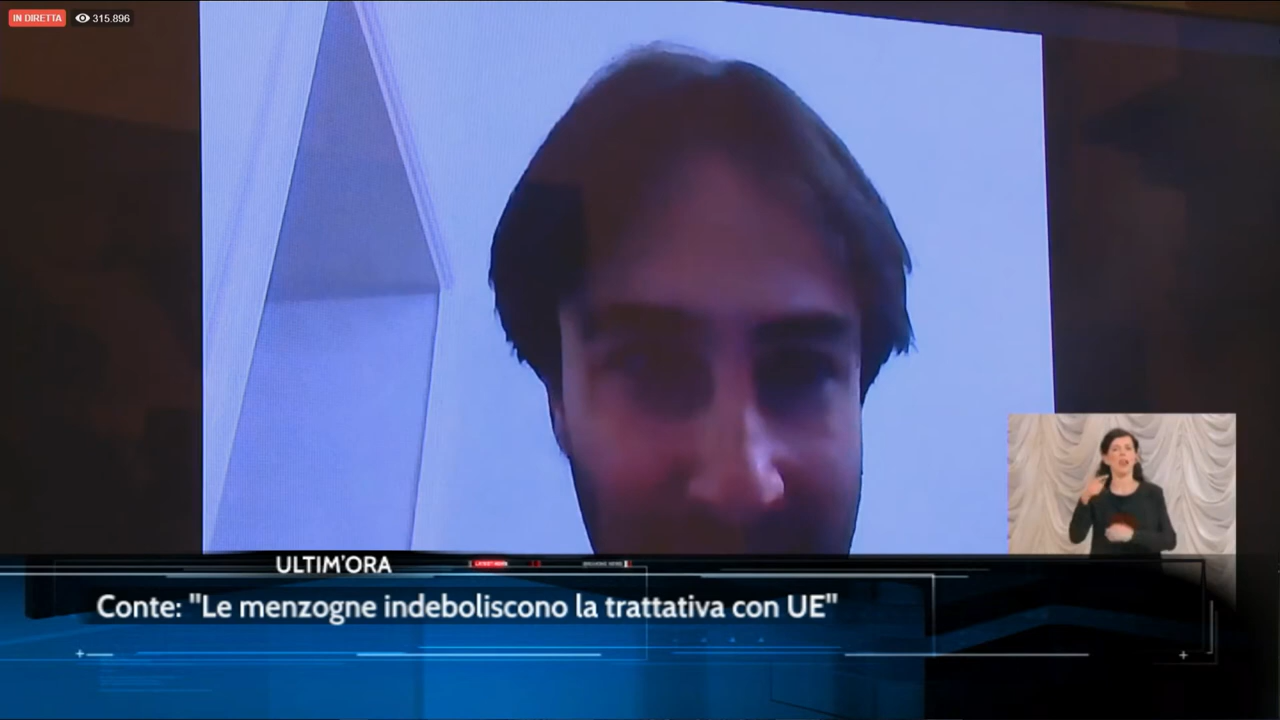 IN DIRETTA
315.896
ULTIM'ORA
Conte: "Le menzogne indeboliscono la trattativa con UE"